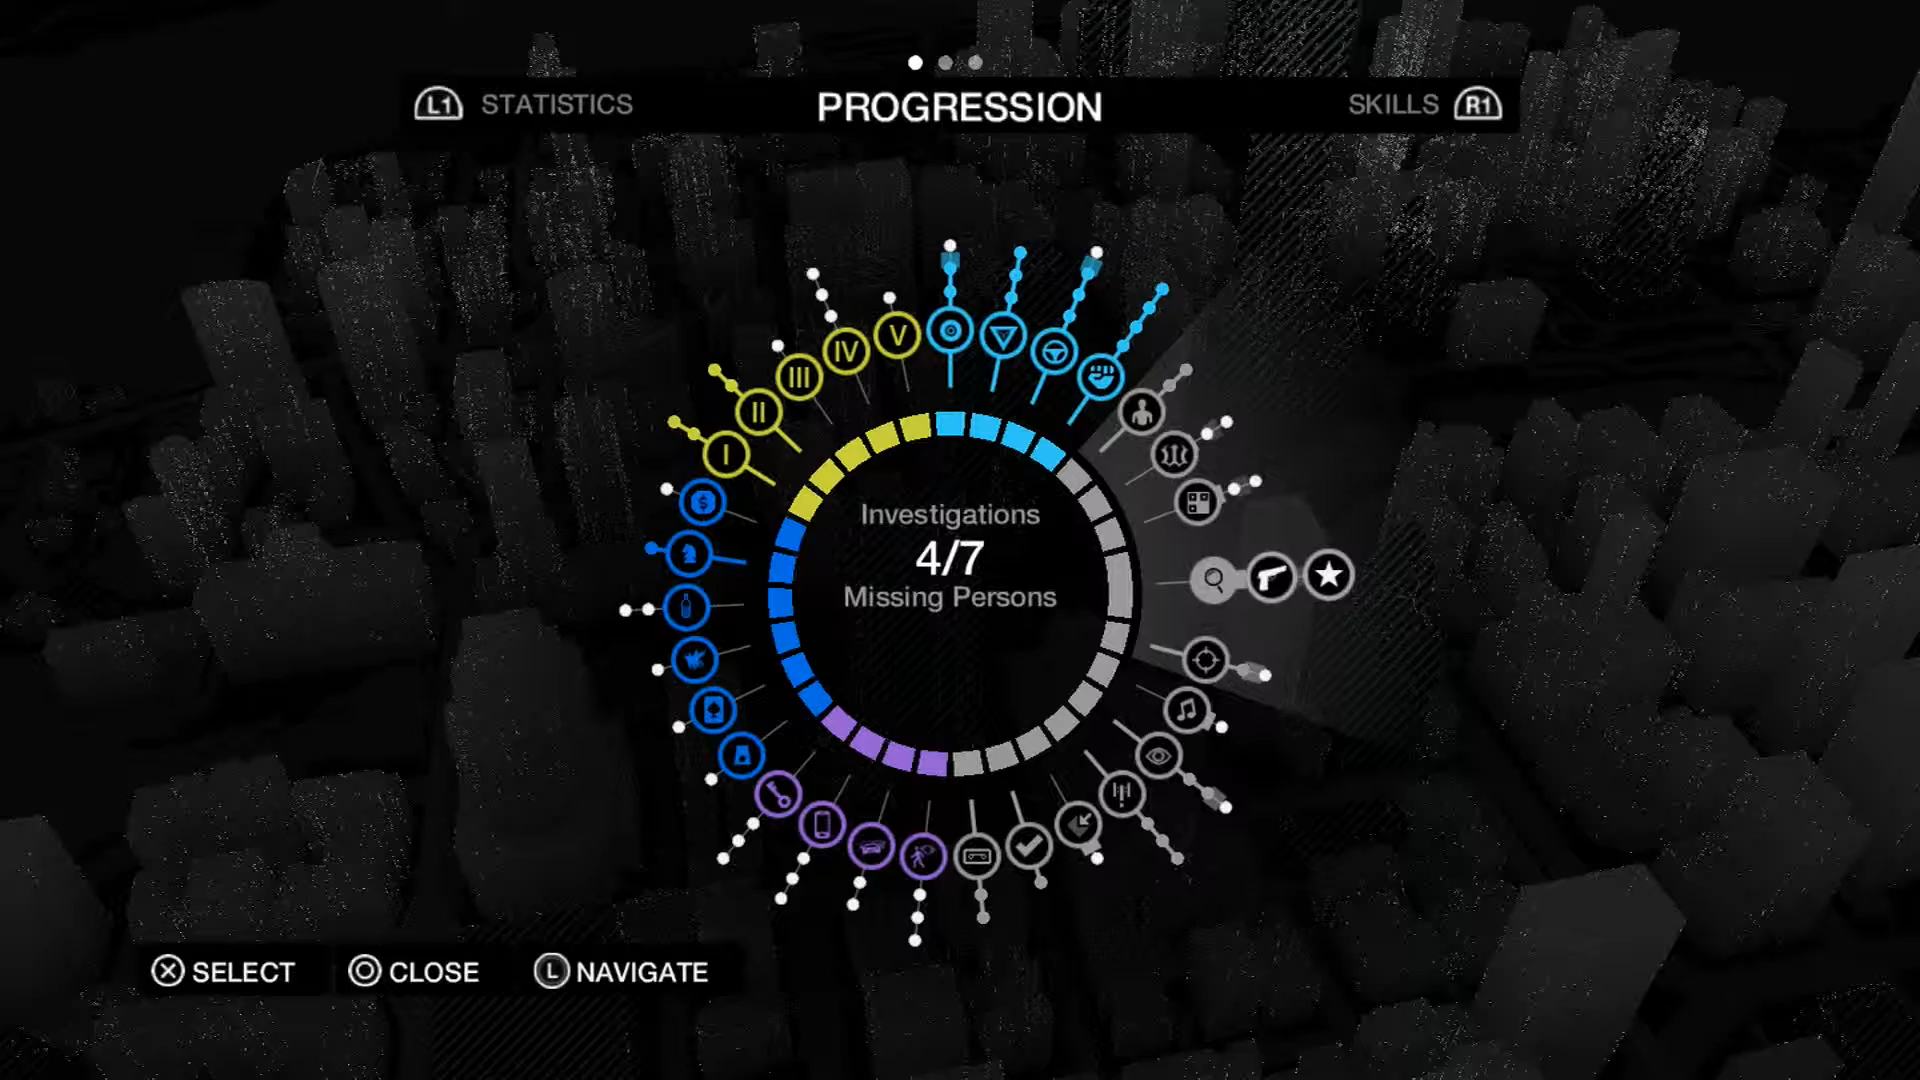 L1 STATISTICS
PROGRESSION
SKILLS R1
I
II
III
IV
V
$
Investigations
4/7
Missing Persons
SELECT
CLOSE
L NAVIGATE